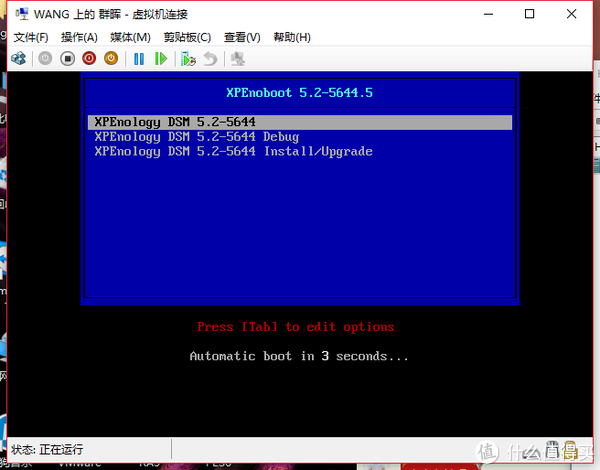 WANG 上的 群晖 - 虚拟机连接
文件(F) 操作(A) 媒体(M) 剪贴板(C) 查看(V) 帮助(H)
XPEnoboot 5.2-5644.5
XPEnology DSM 5.2-5644
XPEnology DSM 5.2-5644 Debug
XPEnology DSM 5.2-5644 Install/Upgrade
Press [Tab] to edit options
Automatic boot in 3 seconds...
状态: 正在运行
值 什么值得买
VMware